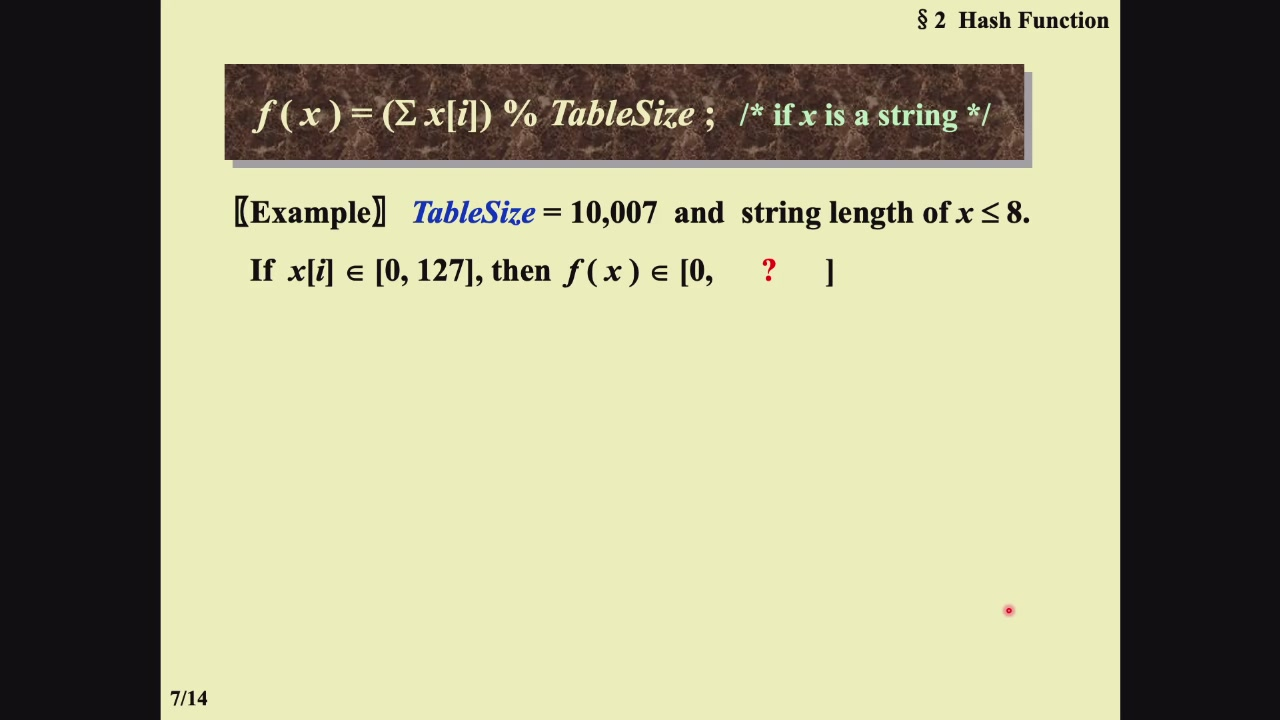 § 2 Hash Function
f ( x ) = (Σ x[i]) % TableSize ; /* if x is a string */
〖Example〗 TableSize = 10,007 and string length of x ≤ 8.
If x[i] ∈ [0, 127], then f ( x ) ∈ [0, ? ]
7/14